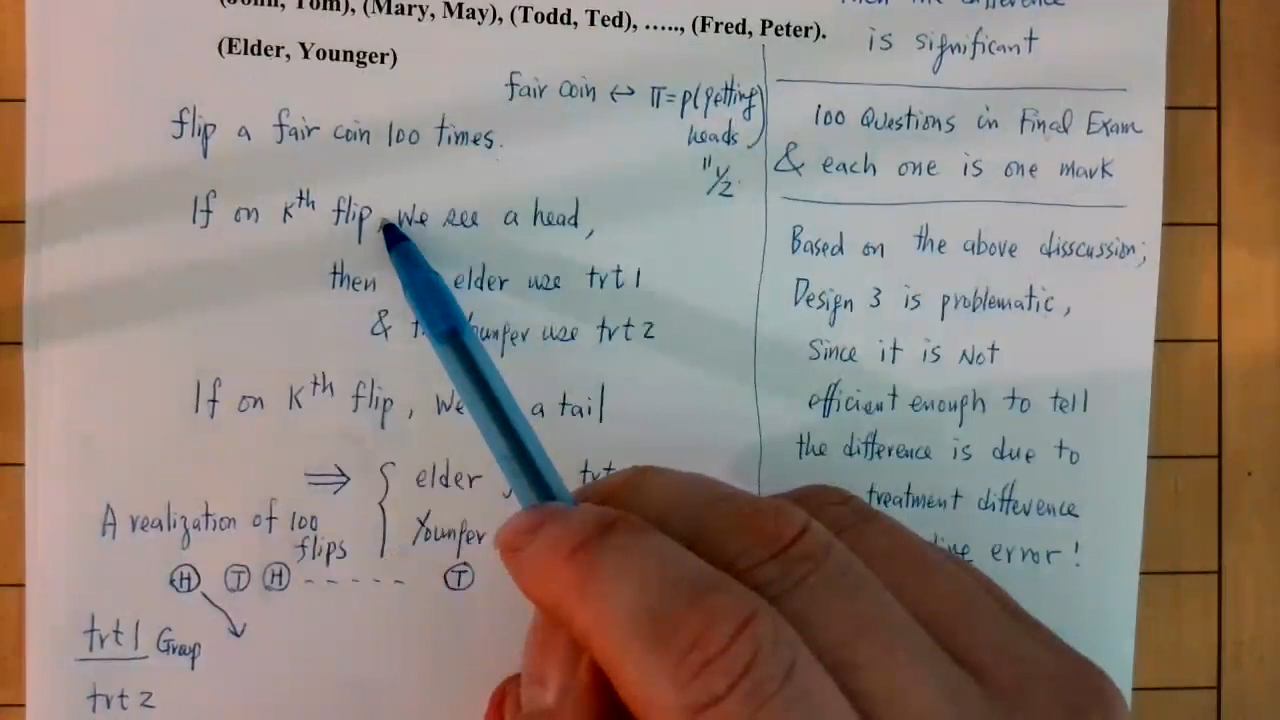 (John, Tom), (Mary, May), (Todd, Ted), ....., (Fred, Peter).
(Elder, Younger)
fair coin ↔ π = p(getting heads)
" 1/2.
flip a fair coin 100 times.
If on Kth flip, we see a head,
then elder use trt 1
& use trt 2
If on Kth flip, We a tail
⇒ { elder
Younger
A realization of 100
flips
H T H ------ T
trt 1 Group
trt 2
is significant
100 Questions in Final Exam
& each one is one mark
Based on the above disscussion;
Design 3 is problematic,
Since it is Not
efficient enough to tell
the difference is due to
treatment difference
error!